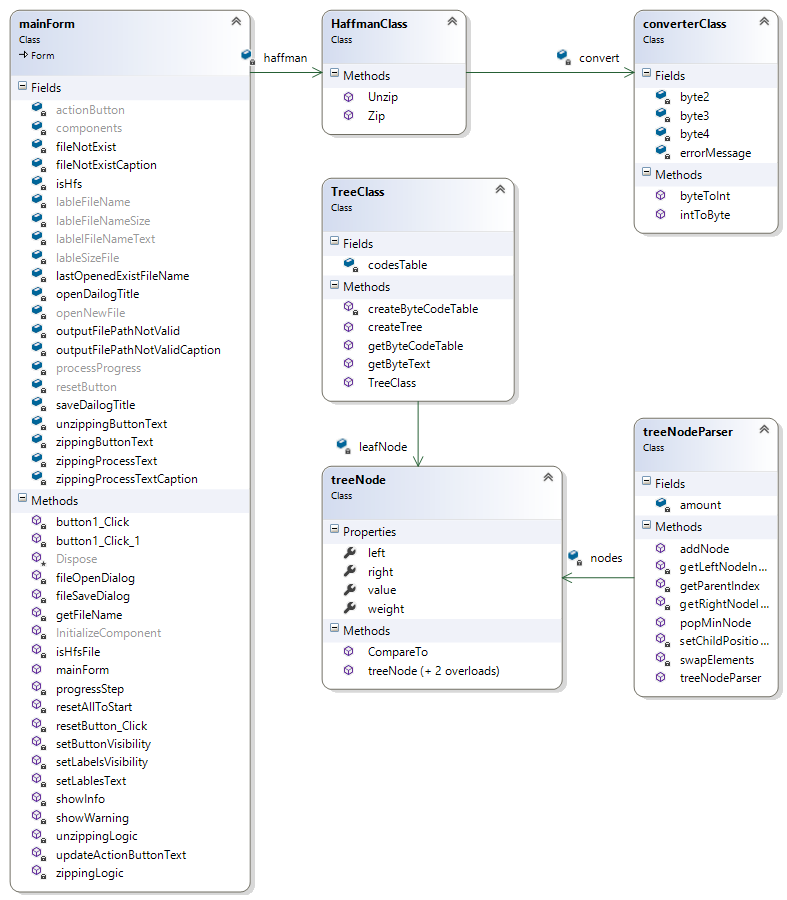 mainForm
Class
Form
Fields
actionButton
components
fileNotExist
fileNotExistCaption
isHfs
lableFileName
lableFileNameSize
lablelFileNameText
lableSizeFile
lastOpenedExistFileName
openDailogTitle
openNewFile
outputFilePathNotValid
outputFilePathNotValidCaption
processProgress
resetButton
saveDailogTitle
unzippingButtonText
zippingButtonText
zippingProcessText
zippingProcessTextCaption
Methods
button1_Click
button1_Click_1
Dispose
fileOpenDialog
fileSaveDialog
getFileName
InitializeComponent
isHfsFile
mainForm
progressStep
resetAllToStart
resetButton_Click
setButtonVisibility
setLabelsVisibility
setLablesText
showInfo
showWarning
unzippingLogic
updateActionButtonText
zippingLogic
haffman
HaffmanClass
Class
Methods
Unzip
Zip
convert
converterClass
Class
Fields
byte2
byte3
byte4
errorMessage
Methods
byteToInt
intToByte
TreeClass
Class
Fields
codesTable
Methods
createByteCodeTable
createTree
getByteCodeTable
getByteText
TreeClass
leafNode
treeNode
Class
Properties
left
right
value
weight
Methods
CompareTo
treeNode (+ 2 overloads)
nodes
treeNodeParser
Class
Fields
amount
Methods
addNode
getLeftNodeIn...
getParentIndex
getRightNodeI...
popMinNode
setChildPositio...
swapElements
treeNodeParser